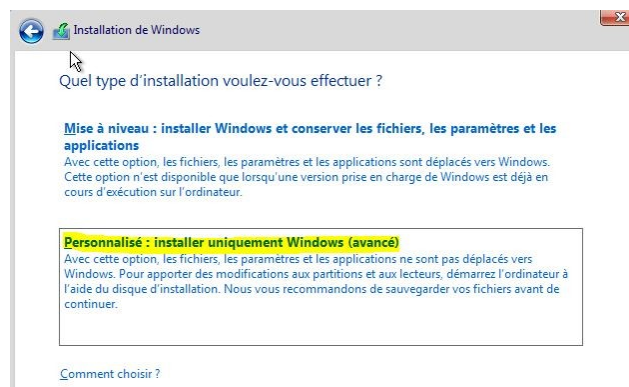 Installation de Windows
Quel type d'installation voulez-vous effectuer ?
Mise à niveau : installer Windows et conserver les fichiers, les paramètres et les
applications
Avec cette option, les fichiers, les paramètres et les applications sont déplacés vers Windows.
Cette option n'est disponible que lorsqu'une version prise en charge de Windows est déjà en
cours d'exécution sur l'ordinateur.
Personnalisé : installer uniquement Windows (avancé)
Avec cette option, les fichiers, les paramètres et les applications ne sont pas déplacés vers
Windows. Pour apporter des modifications aux partitions et aux lecteurs, démarrez l'ordinateur à
l'aide du disque d'installation. Nous vous recommandons de sauvegarder vos fichiers avant de
continuer.
Comment choisir ?